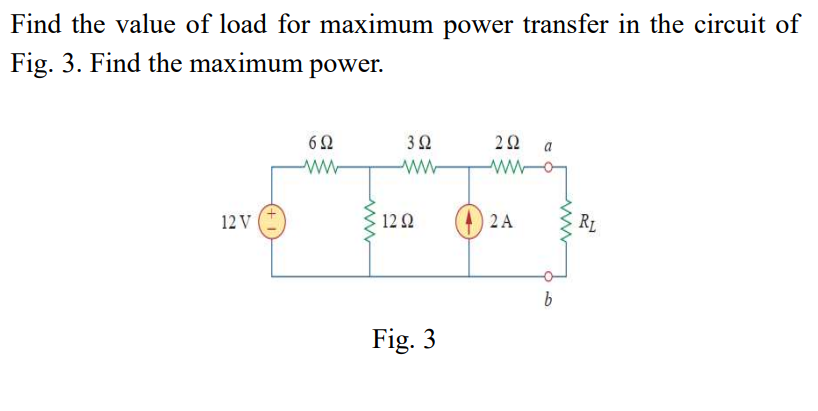 Find the value of load for maximum power transfer in the circuit of
Fig. 3. Find the maximum power.
6 Ω 3 Ω 2 Ω a
12 V + − 12 Ω 2 A R_L
b
Fig. 3